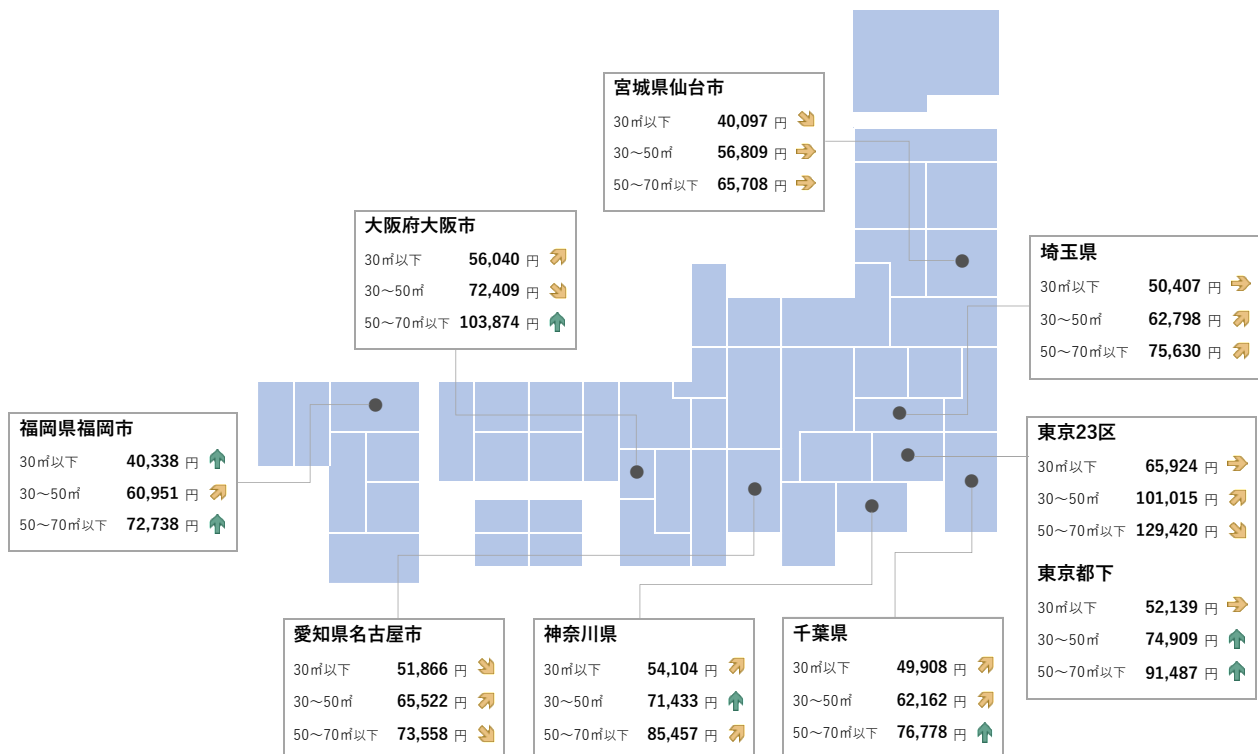 宮城県仙台市
30㎡以下 40,097 円
30～50㎡ 56,809 円
50～70㎡以下 65,708 円
大阪府大阪市
30㎡以下 56,040 円
30～50㎡ 72,409 円
50～70㎡以下 103,874 円
埼玉県
30㎡以下 50,407 円
30～50㎡ 62,798 円
50～70㎡以下 75,630 円
福岡県福岡市
30㎡以下 40,338 円
30～50㎡ 60,951 円
50～70㎡以下 72,738 円
東京23区
30㎡以下 65,924 円
30～50㎡ 101,015 円
50～70㎡以下 129,420 円
東京都下
30㎡以下 52,139 円
30～50㎡ 74,909 円
50～70㎡以下 91,487 円
愛知県名古屋市
30㎡以下 51,866 円
30～50㎡ 65,522 円
50～70㎡以下 73,558 円
神奈川県
30㎡以下 54,104 円
30～50㎡ 71,433 円
50～70㎡以下 85,457 円
千葉県
30㎡以下 49,908 円
30～50㎡ 62,162 円
50～70㎡以下 76,778 円